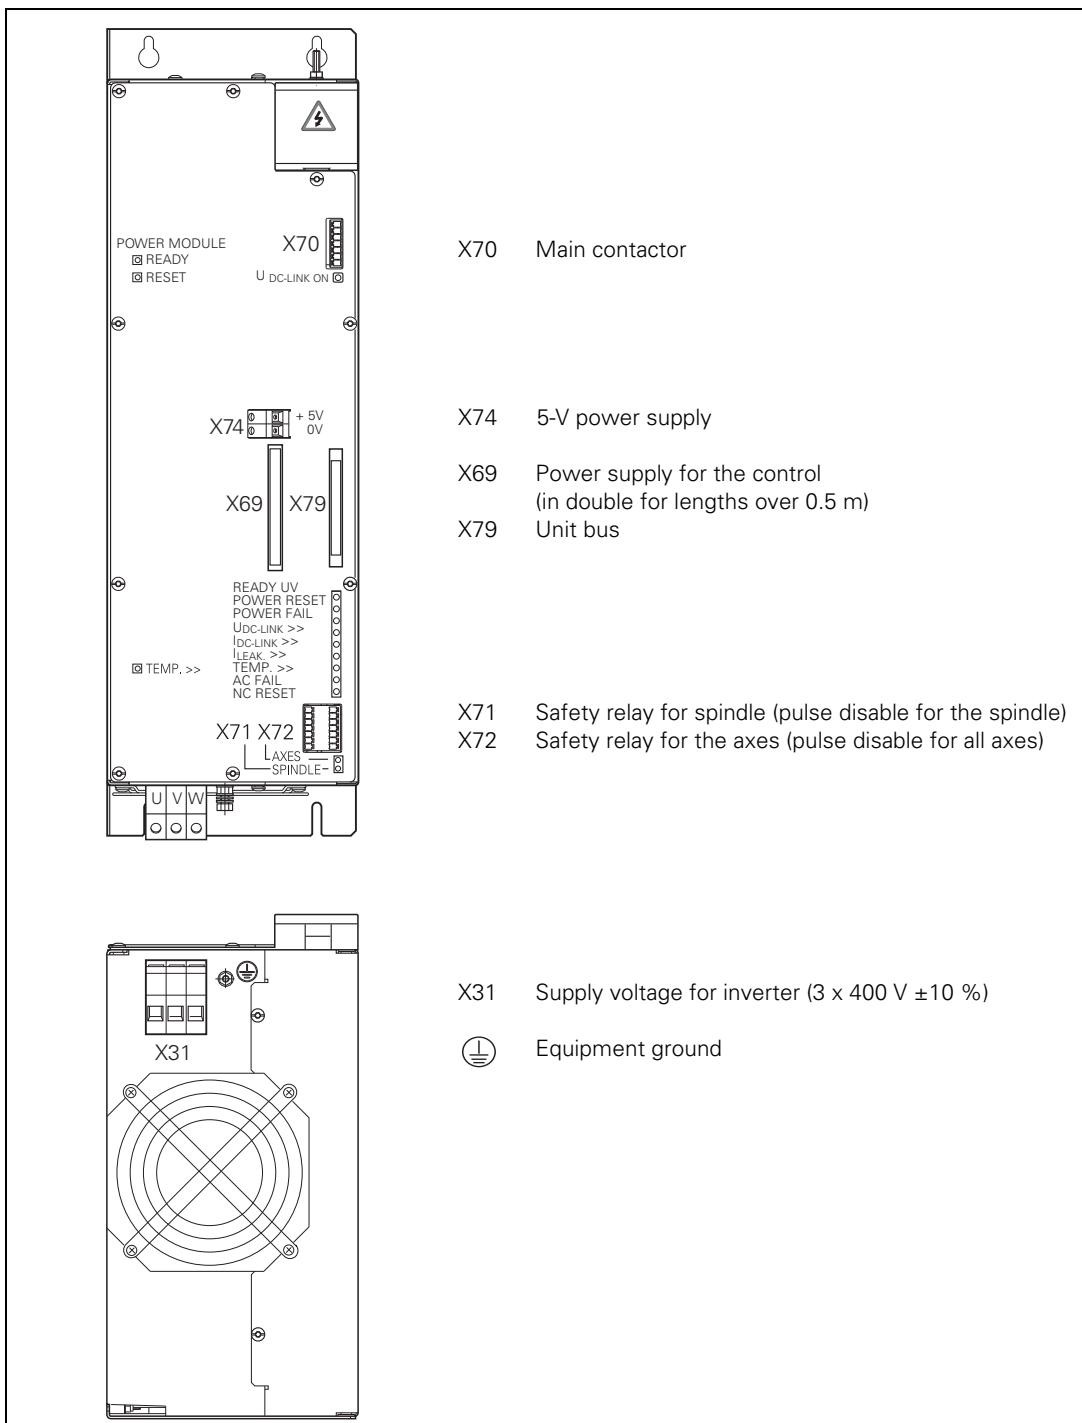 POWER MODULE
READY
RESET
X70
U DC-LINK ON
X70 Main contactor
X74
+ 5V
0V
X74 5-V power supply
X69 X79
X69 Power supply for the control
(in double for lengths over 0.5 m)
X79 Unit bus
READY UV
POWER RESET
POWER FAIL
UDC-LINK >>
IDC-LINK >>
ILEAK. >>
TEMP. >>
TEMP. >>
AC FAIL
NC RESET
X71 X72
AXES
SPINDLE
X71 Safety relay for spindle (pulse disable for the spindle)
X72 Safety relay for the axes (pulse disable for all axes)
U V W
X31
X31 Supply voltage for inverter (3 x 400 V ±10 %)
Equipment ground